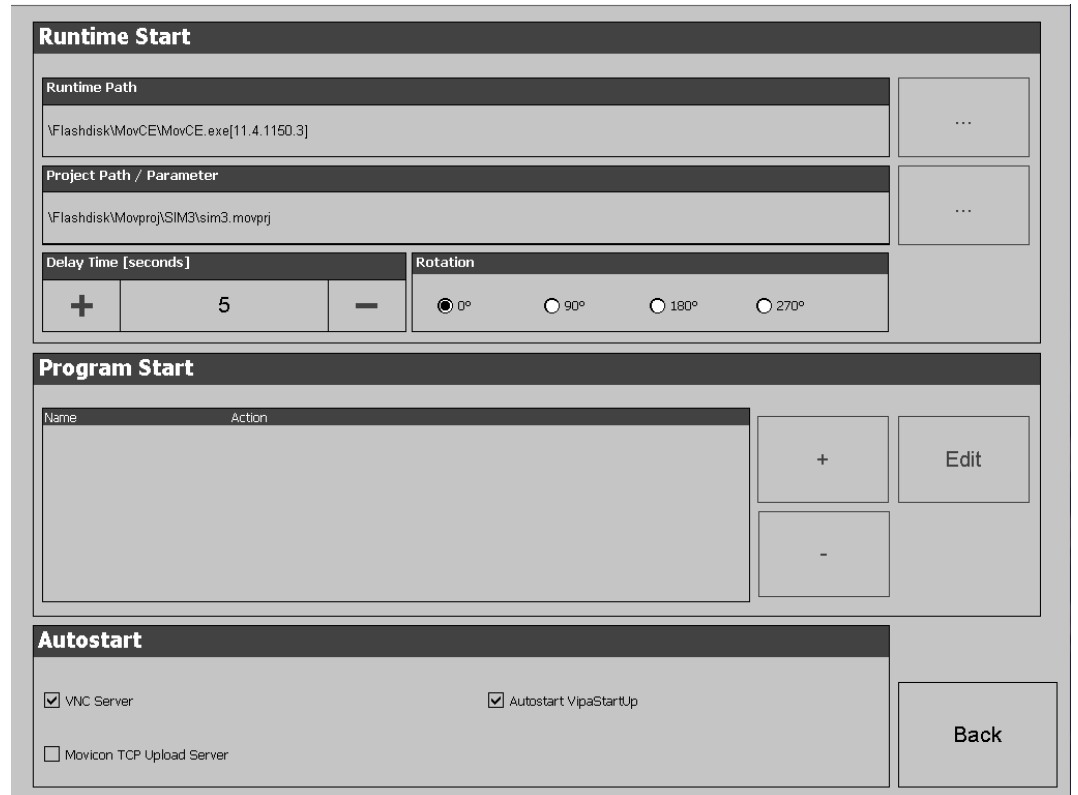 Runtime Start
Runtime Path
\Flashdisk\MovCE\MovCE.exe[11.4.1150.3]
...
Project Path / Parameter
\Flashdisk\Movproj\SIM3\sim3.movprj
...
Delay Time [seconds]
Rotation
+ 5 −
0° 90° 180° 270°
Program Start
Name Action
+
Edit
-
Autostart
VNC Server
Autostart VipaStartUp
Movicon TCP Upload Server
Back